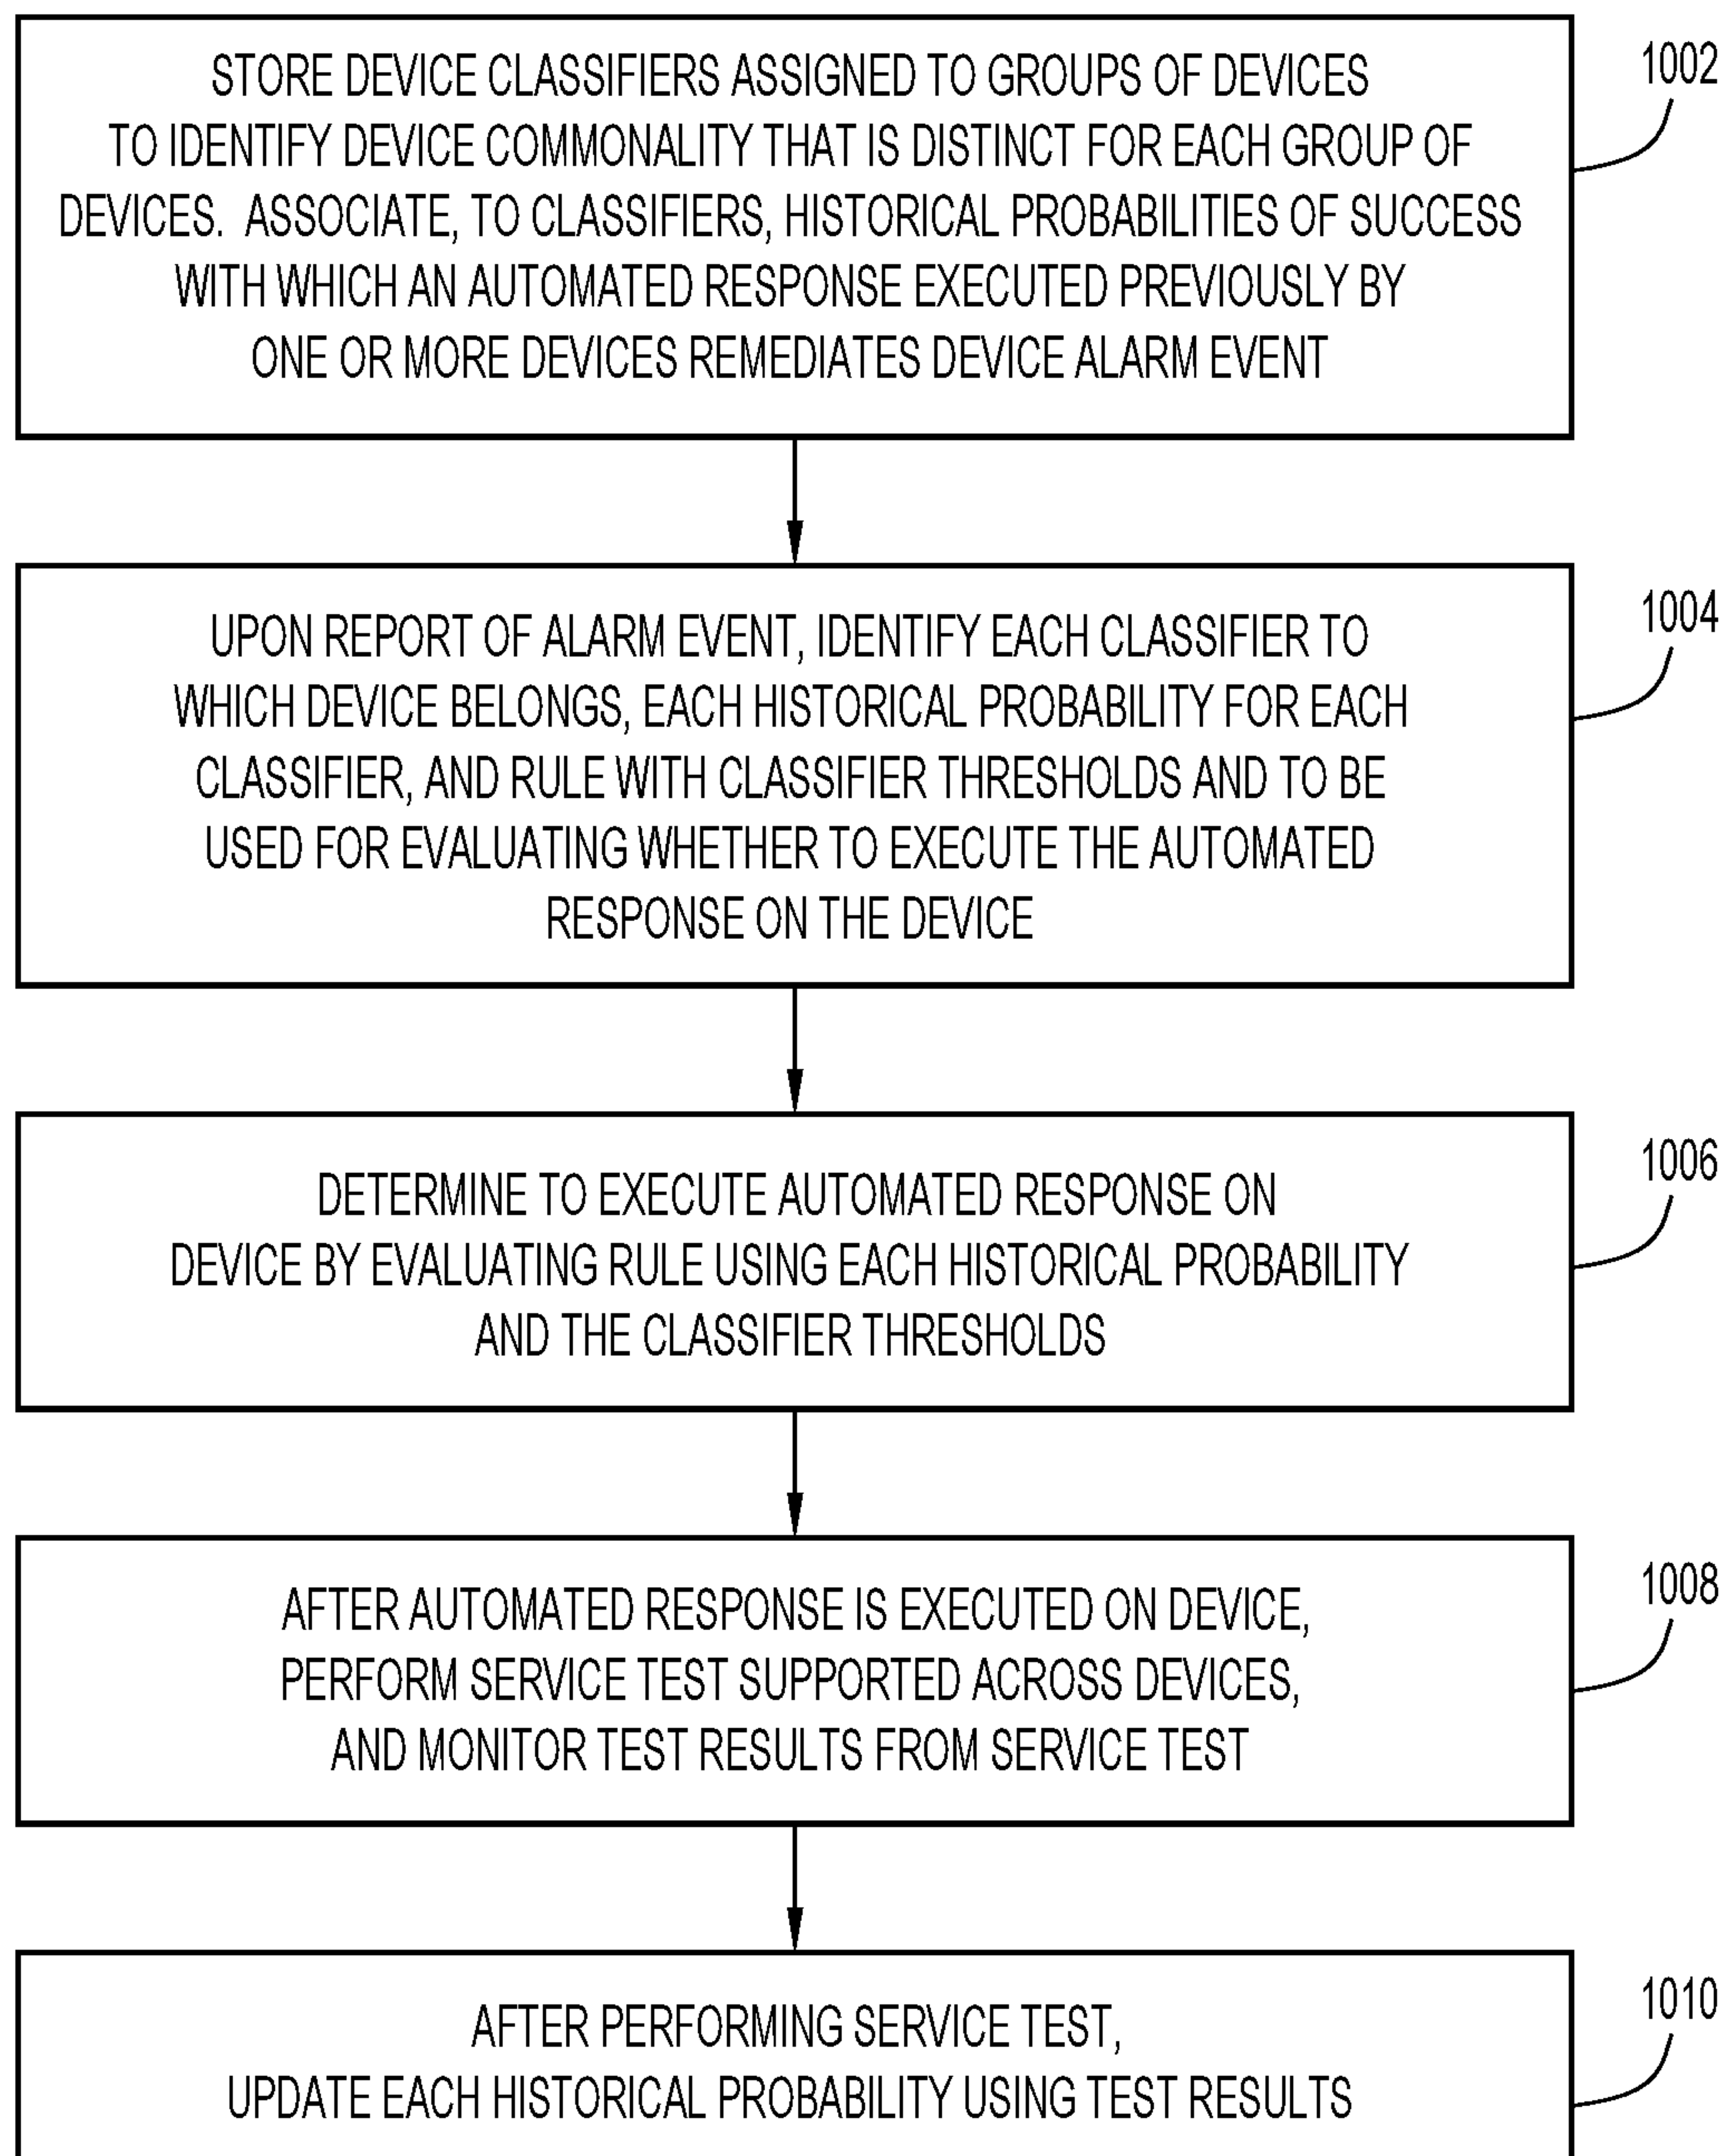 STORE DEVICE CLASSIFIERS ASSIGNED TO GROUPS OF DEVICES
TO IDENTIFY DEVICE COMMONALITY THAT IS DISTINCT FOR EACH GROUP OF
DEVICES. ASSOCIATE, TO CLASSIFIERS, HISTORICAL PROBABILITIES OF SUCCESS
WITH WHICH AN AUTOMATED RESPONSE EXECUTED PREVIOUSLY BY
ONE OR MORE DEVICES REMEDIATES DEVICE ALARM EVENT
1002
UPON REPORT OF ALARM EVENT, IDENTIFY EACH CLASSIFIER TO
WHICH DEVICE BELONGS, EACH HISTORICAL PROBABILITY FOR EACH
CLASSIFIER, AND RULE WITH CLASSIFIER THRESHOLDS AND TO BE
USED FOR EVALUATING WHETHER TO EXECUTE THE AUTOMATED
RESPONSE ON THE DEVICE
1004
DETERMINE TO EXECUTE AUTOMATED RESPONSE ON
DEVICE BY EVALUATING RULE USING EACH HISTORICAL PROBABILITY
AND THE CLASSIFIER THRESHOLDS
1006
AFTER AUTOMATED RESPONSE IS EXECUTED ON DEVICE,
PERFORM SERVICE TEST SUPPORTED ACROSS DEVICES,
AND MONITOR TEST RESULTS FROM SERVICE TEST
1008
AFTER PERFORMING SERVICE TEST,
UPDATE EACH HISTORICAL PROBABILITY USING TEST RESULTS
1010